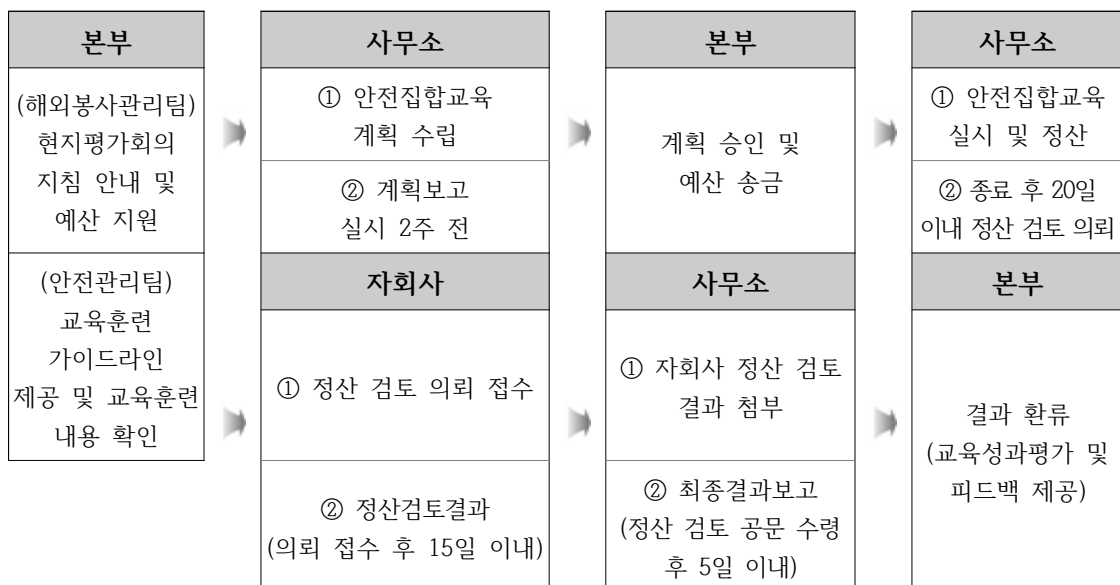 본부
(해외봉사관리팀)
현지평가회의
지침 안내 및
예산 지원
(안전관리팀)
교육훈련
가이드라인
제공 및 교육훈련
내용 확인
사무소
① 안전집합교육
계획 수립
② 계획보고
실시 2주 전
본부
계획 승인 및
예산 송금
사무소
① 안전집합교육
실시 및 정산
② 종료 후 20일
이내 정산 검토 의뢰
자회사
① 정산 검토 의뢰 접수
② 정산검토결과
(의뢰 접수 후 15일 이내)
사무소
① 자회사 정산 검토
결과 첨부
② 최종결과보고
(정산 검토 공문 수령
후 5일 이내)
본부
결과 환류
(교육성과평가 및
피드백 제공)